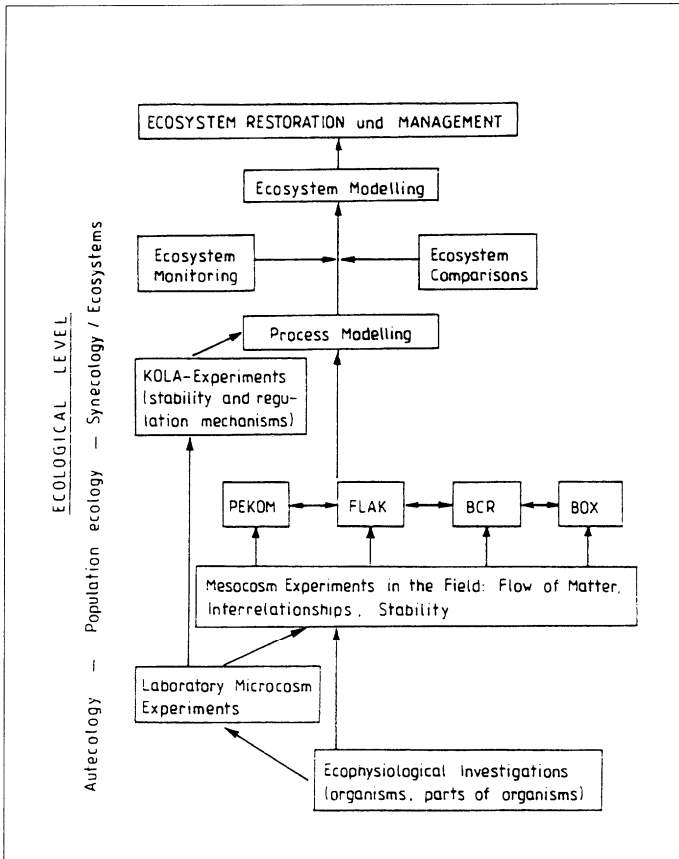 ECOSYSTEM RESTORATION und MANAGEMENT
Ecosystem Modelling
Ecosystem
Monitoring
Ecosystem
Comparisons
Process Modelling
KOLA-Experiments
(stability and regu-
lation mechanisms)
PEKOM
FLAK
BCR
BOX
Mesocosm Experiments in the Field: Flow of Matter,
Interrelationships, Stability
Laboratory Microcosm
Experiments
Ecophysiological Investigations
(organisms, parts of organisms)
ECOLOGICAL LEVEL
Autecology — Population ecology — Synecology / Ecosystems